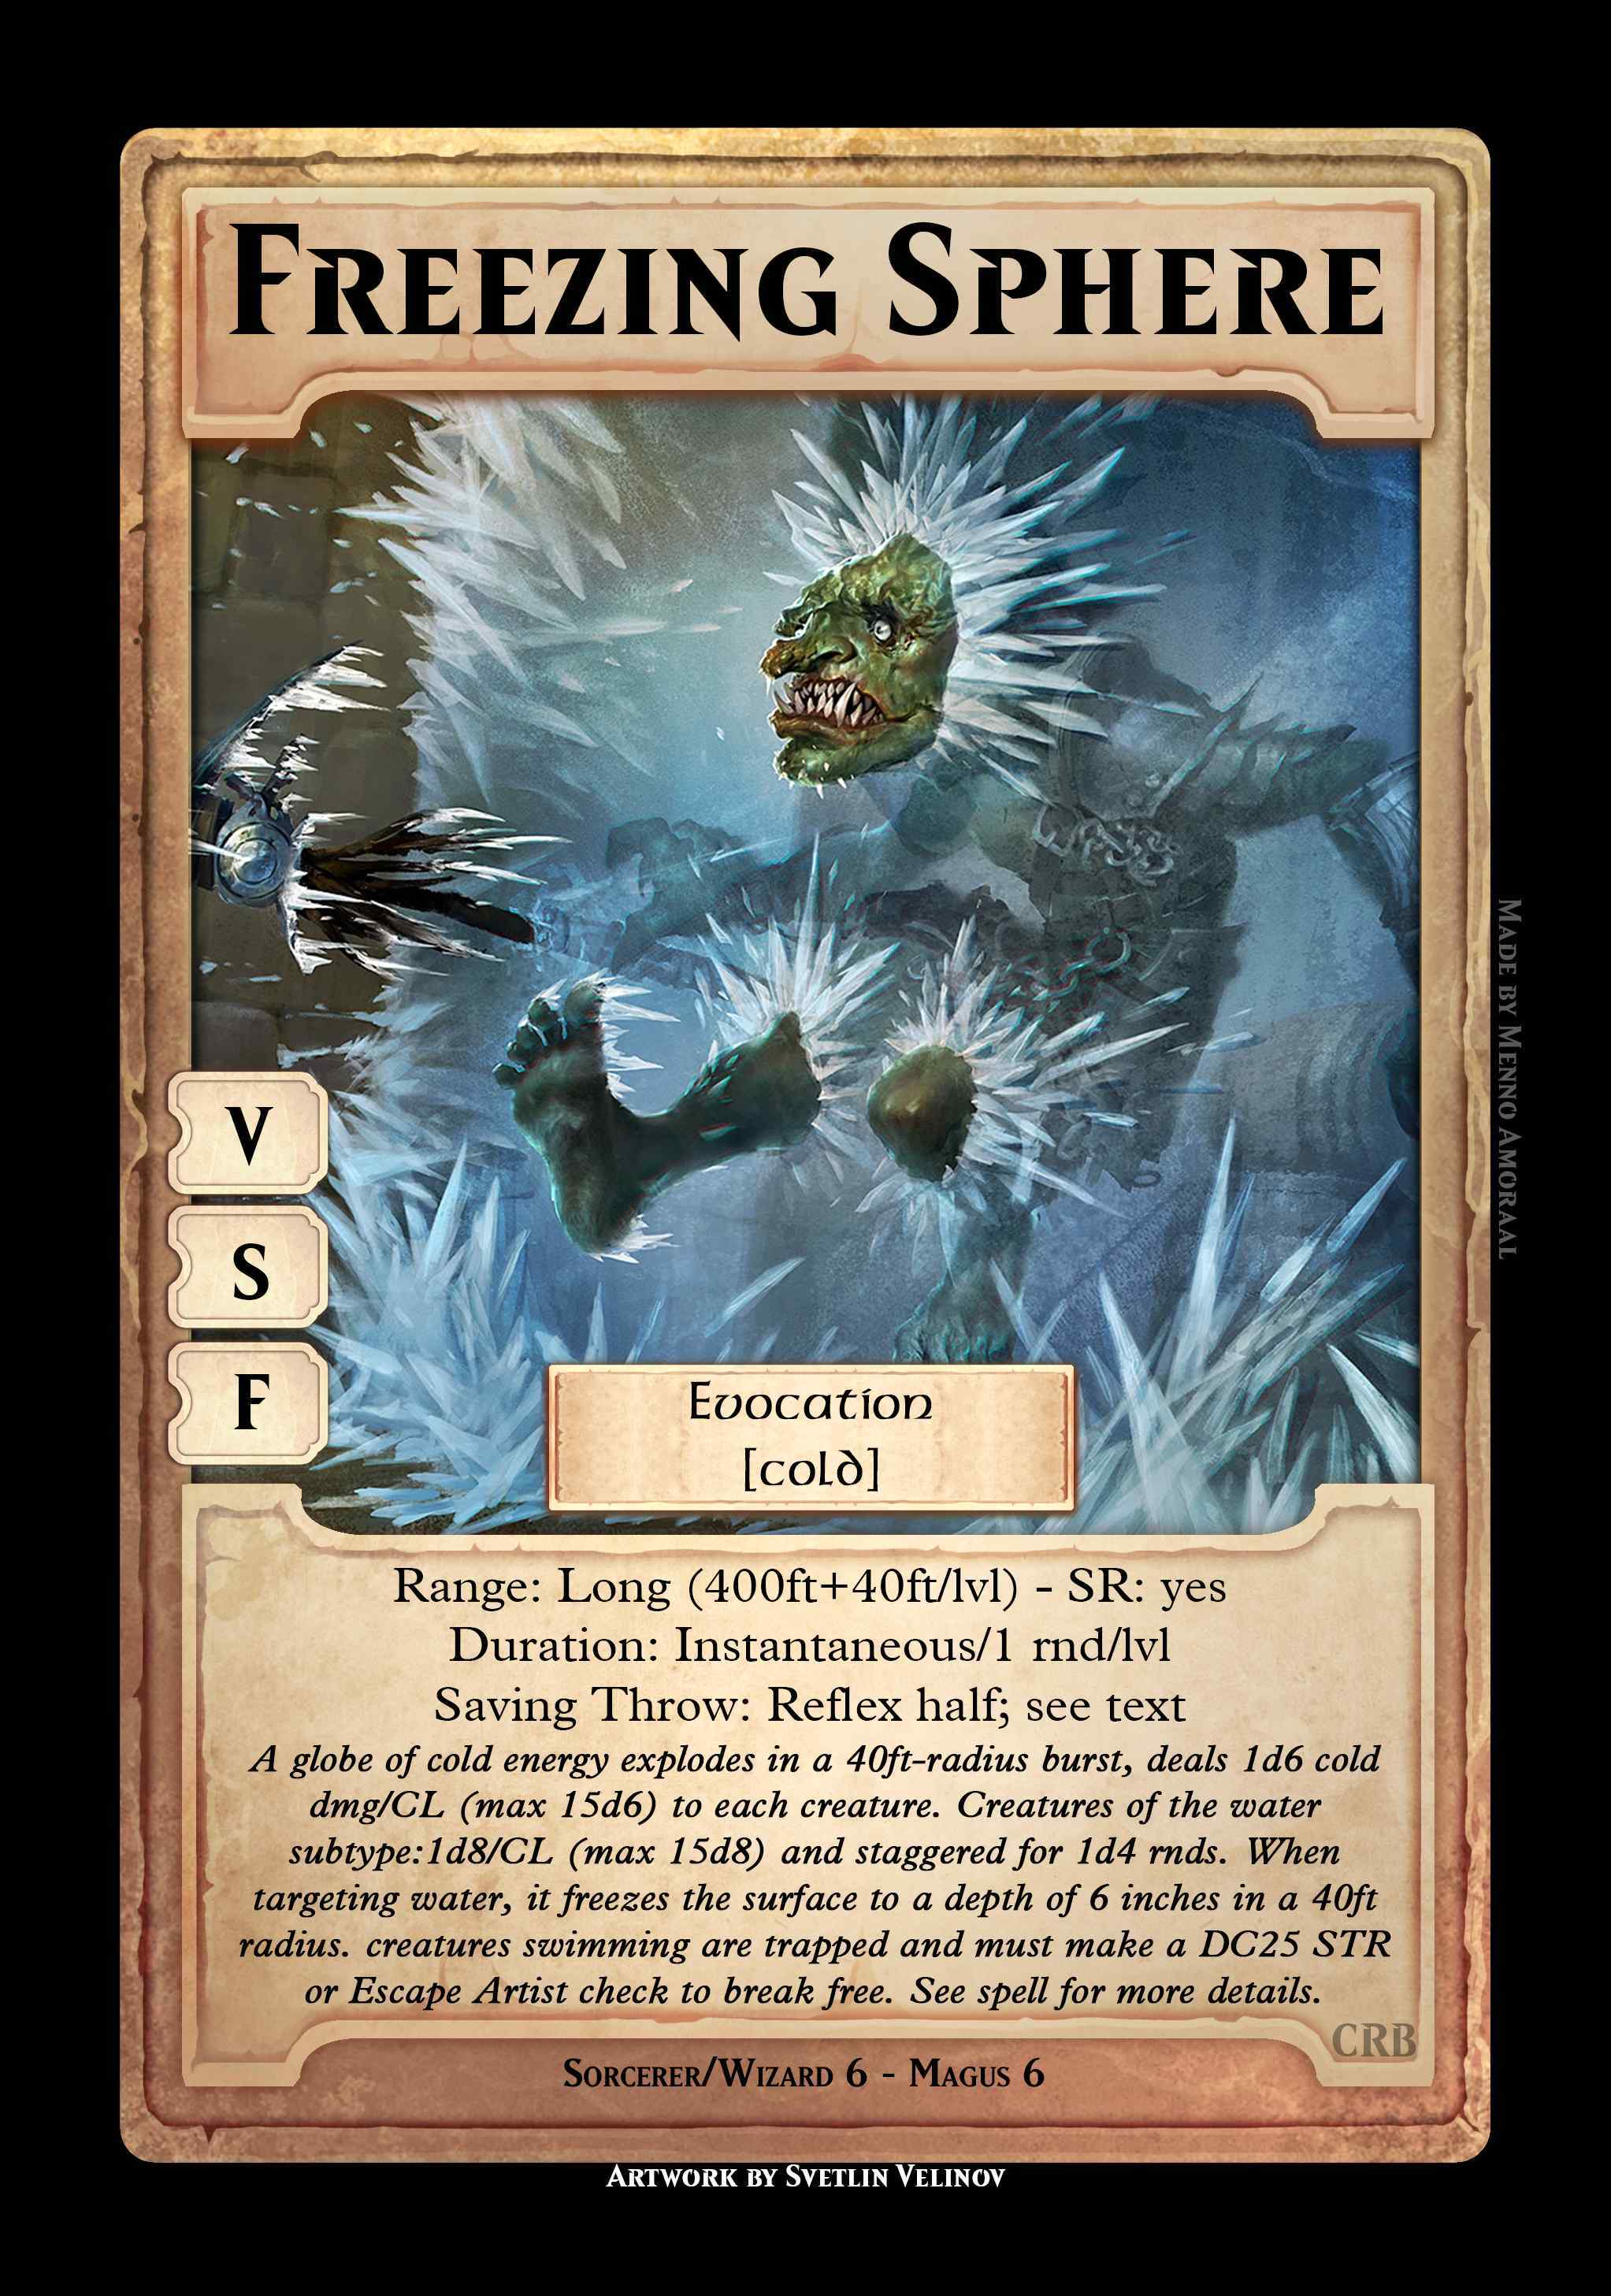 Freezing Sphere
V
S
F
Evocation
[cold]
Range: Long (400ft+40ft/lvl) - SR: yes
Duration: Instantaneous/1 rnd/lvl
Saving Throw: Reflex half; see text
A globe of cold energy explodes in a 40ft-radius burst, deals 1d6 cold
dmg/CL (max 15d6) to each creature. Creatures of the water
subtype:1d8/CL (max 15d8) and staggered for 1d4 rnds. When
targeting water, it freezes the surface to a depth of 6 inches in a 40ft
radius. creatures swimming are trapped and must make a DC25 STR
or Escape Artist check to break free. See spell for more details.
CRB
Sorcerer/Wizard 6 - Magus 6
Artwork by Svetlin Velinov
Made by Menno Amoraal